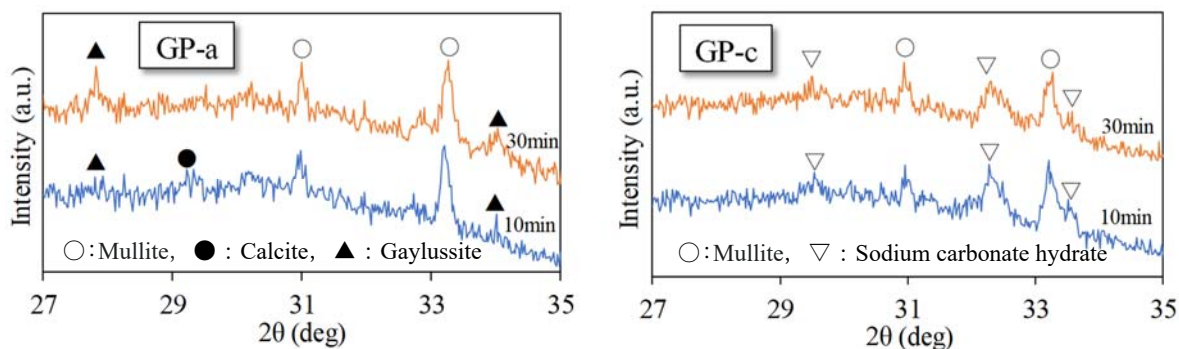 GP-a
Intensity (a.u.)
30min
10min
○:Mullite, ●: Calcite, ▲: Gaylussite
27 29 31 33 35
2θ (deg)
GP-c
Intensity (a.u.)
30min
10min
○:Mullite, ▽: Sodium carbonate hydrate
27 29 31 33 35
2θ (deg)